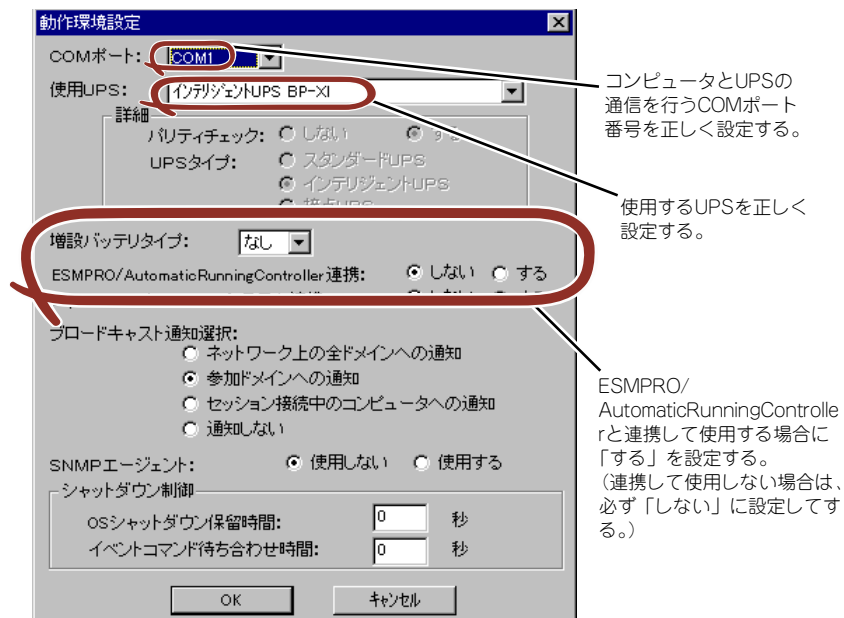 動作環境設定
COMポート: COM1
使用UPS: インテリジェントUPS BP-XI
詳細
パリティチェック: しない する
UPSタイプ: スタンダードUPS
インテリジェントUPS
接点UPS
増設バッテリタイプ: なし
ESMPRO/AutomaticRunningController連携: しない する
ブロードキャスト通知選択:
ネットワーク上の全ドメインへの通知
参加ドメインへの通知
セッション接続中のコンピュータへの通知
通知しない
SNMPエージェント: 使用しない 使用する
シャットダウン制御
OSシャットダウン保留時間: 0 秒
イベントコマンド待ち合わせ時間: 0 秒
OK キャンセル
コンピュータとUPSの
通信を行うCOMポート
番号を正しく設定する。
使用するUPSを正しく
設定する。
ESMPRO/
AutomaticRunningControlle
rと連携して使用する場合に
「する」を設定する。
(連携して使用しない場合は、
必ず「しない」に設定してす
る。)